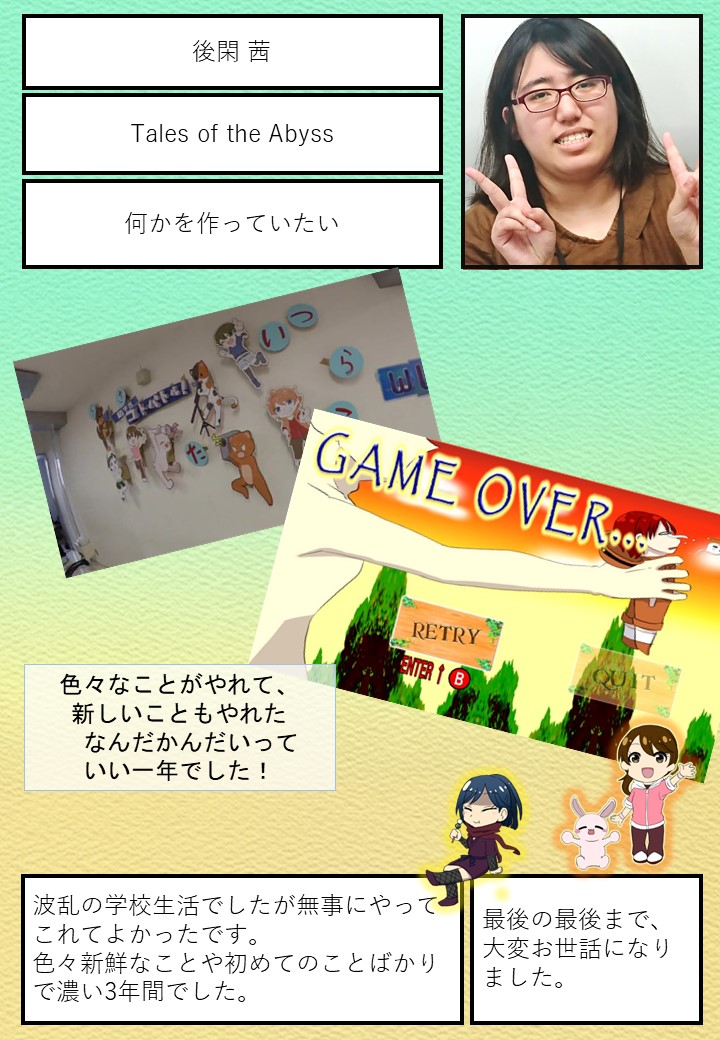 後閑 茜
Tales of the Abyss
何かを作っていたい
いつ
ら
た
GAME OVER...
RETRY
ENTER↑B
QUIT
色々なことがやれて、
新しいこともやれた
なんだかんだいって
いい一年でした！
波乱の学校生活でしたが無事にやって
これてよかったです。
色々新鮮なことや初めてのことばかり
で濃い3年間でした。
最後の最後まで、
大変お世話になり
ました。